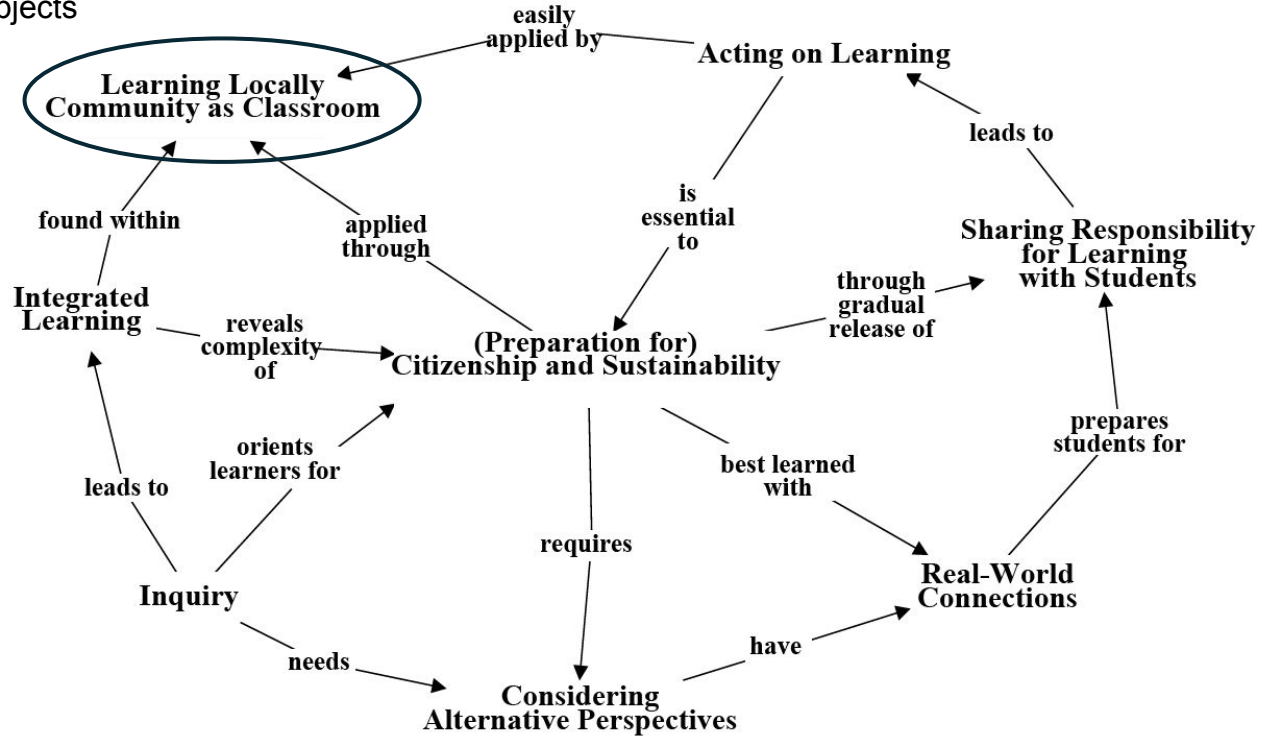 ojects
easily
applied by
Acting on Learning
Learning Locally
Community as Classroom
leads to
is
essential
to
found within
applied
through
Sharing Responsibility
for Learning
with Students
through
gradual
release of
Integrated
Learning
reveals
complexity
of
(Preparation for)
Citizenship and Sustainability
prepares
students for
orients
learners for
best learned
with
leads to
requires
Inquiry
Real-World
Connections
needs
have
Considering
Alternative Perspectives